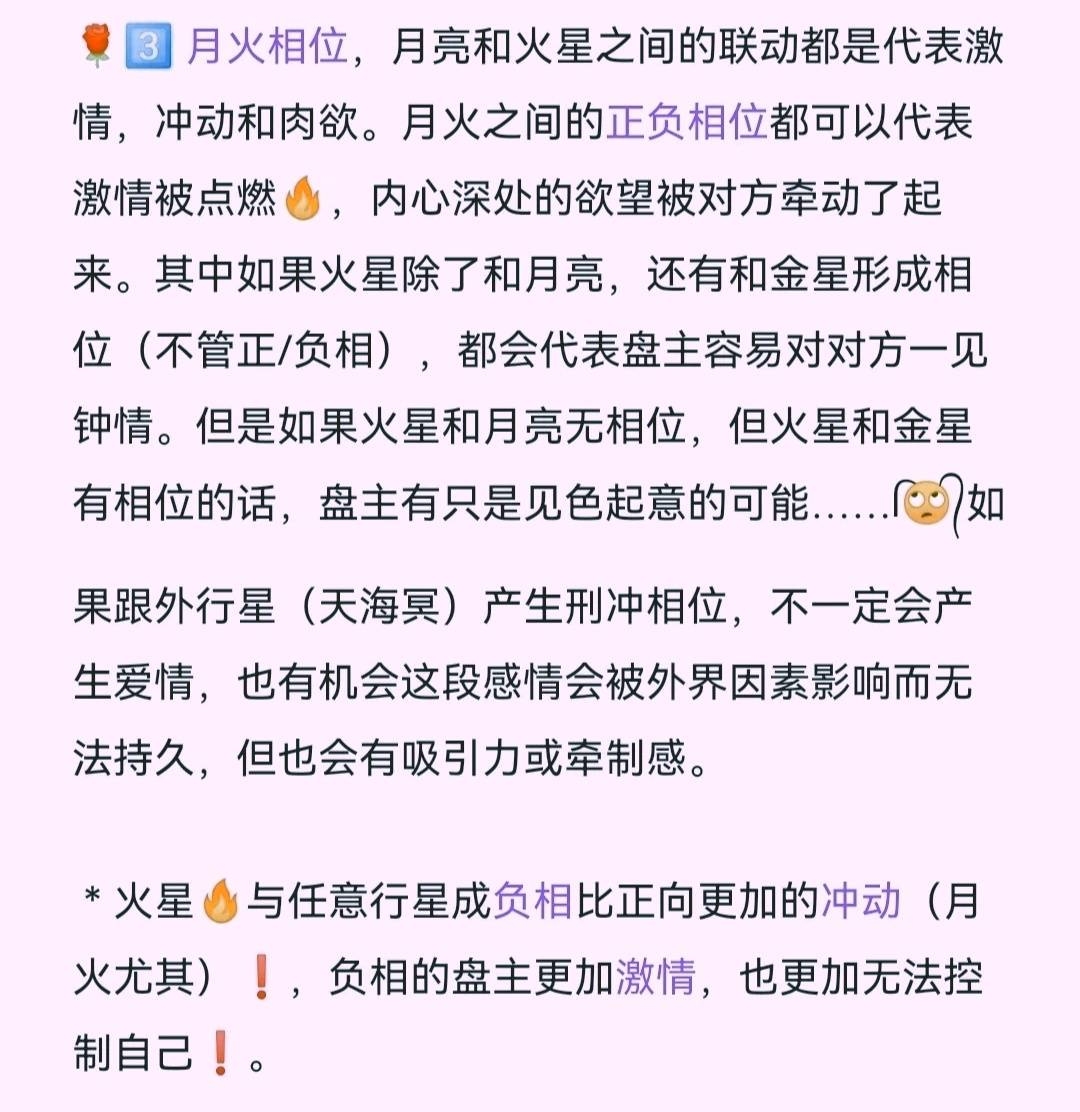 🌹3️⃣ 月火相位，月亮和火星之间的联动都是代表激
情，冲动和肉欲。月火之间的正负相位都可以代表
激情被点燃🔥，内心深处的欲望被对方牵动了起
来。其中如果火星除了和月亮，还有和金星形成相
位（不管正/负相），都会代表盘主容易对对方一见
钟情。但是如果火星和月亮无相位，但火星和金星
有相位的话，盘主有只是见色起意的可能……🙄如
果跟外行星（天海冥）产生刑冲相位，不一定会产
生爱情，也有机会这段感情会被外界因素影响而无
法持久，但也会有吸引力或牵制感。
* 火星🔥与任意行星成负相比正向更加的冲动（月
火尤其）❗，负相的盘主更加激情，也更加无法控
制自己❗。